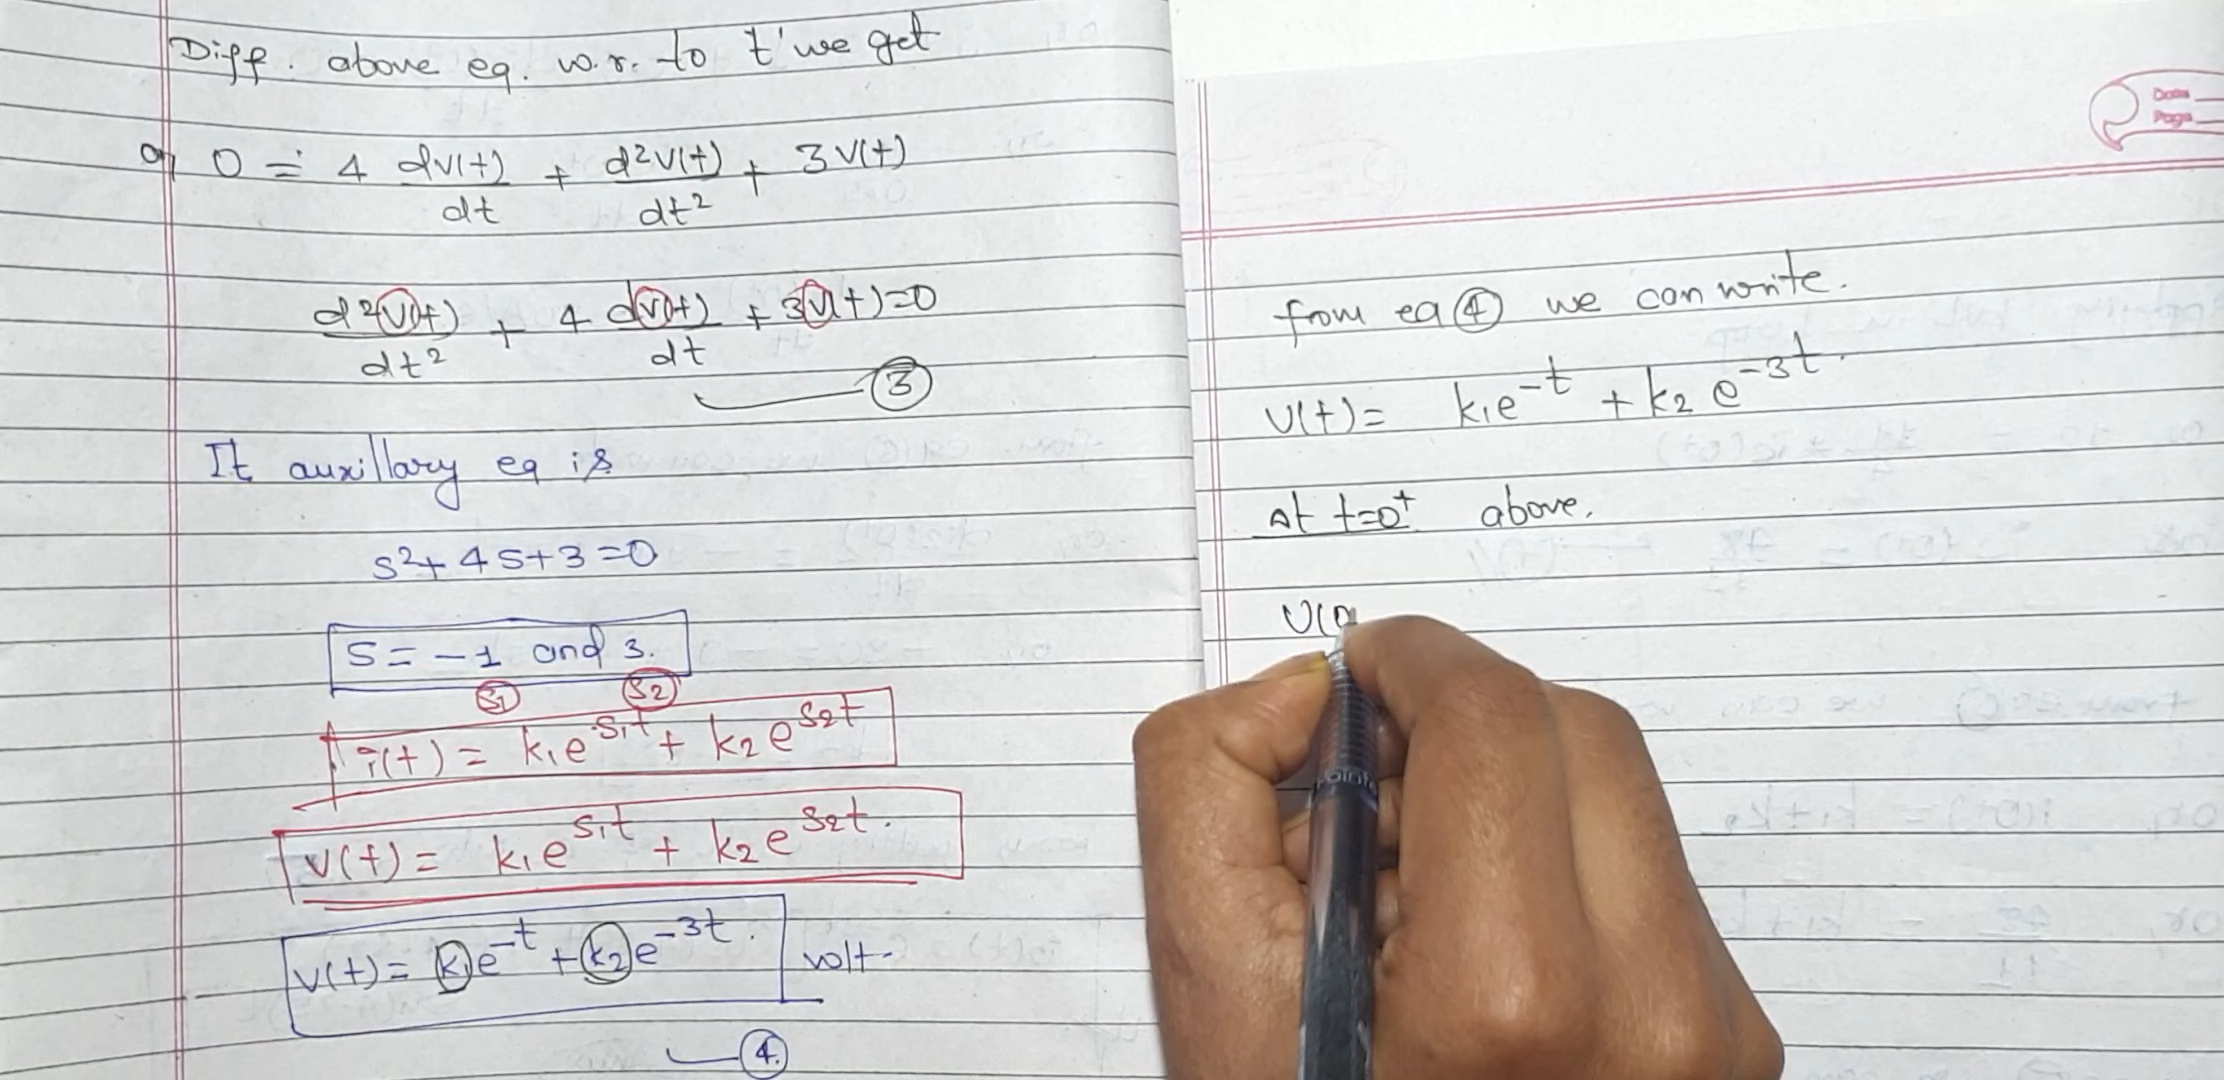 Diff. above eq. w.r. to t' we get
or 0 = 4 dv(t)/dt + d²v(t)/dt² + 3v(t)
d²v(t)/dt² + 4 dv(t)/dt + 3v(t)=0
③
It auxillary eq is
s²+4s+3=0
s = -1 and 3.
S1 S2
i(t) = k₁e^s₁t + k₂e^s₂t
v(t) = k₁e^s₁t + k₂e^s₂t.
v(t) = k₁e^-t + k₂e^-3t. volt-
④.
Date
Page
from eq ④ we can write.
v(t) = k₁e^-t + k₂e^-3t.
At t=0⁺ above.
v(0